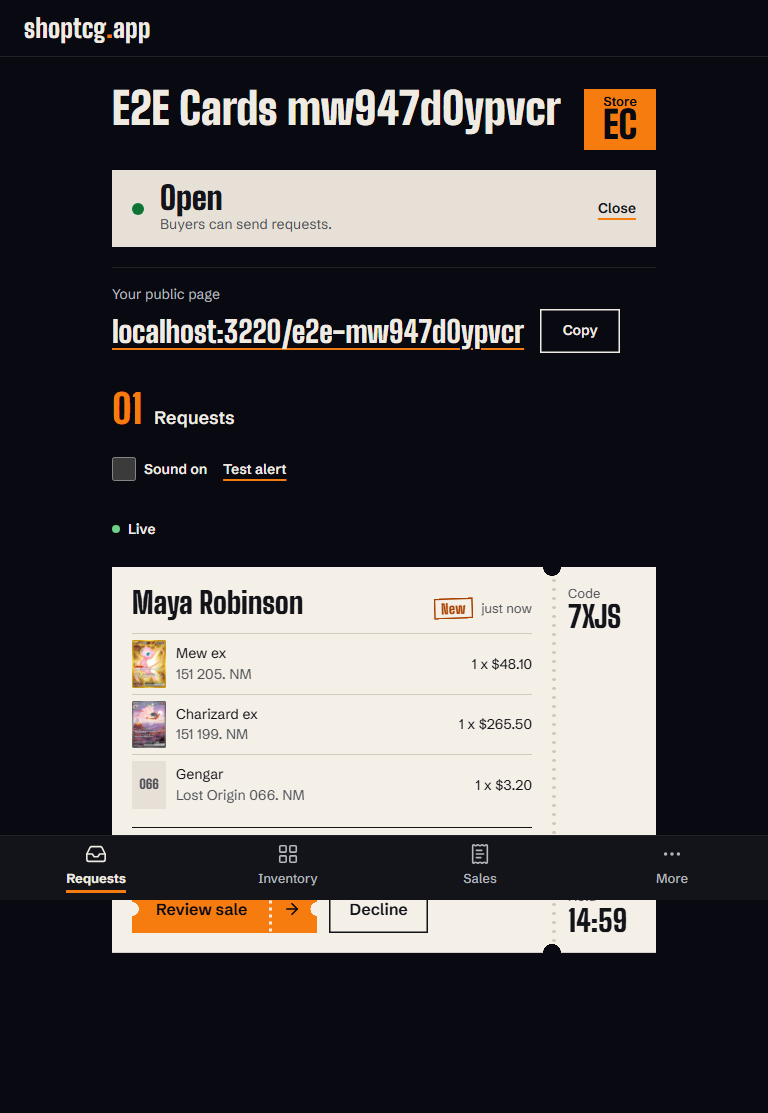 shoptcg.app
E2E Cards mw947d0ypvcr
Store
EC
Open
Buyers can send requests.
Close
Your public page
localhost:3220/e2e-mw947d0ypvcr
Copy
01 Requests
Sound on Test alert
Live
Maya Robinson
New just now
Code
7XJS
Mew ex
151 205. NM
1 x $48.10
Charizard ex
151 199. NM
1 x $265.50
066
Gengar
Lost Origin 066. NM
1 x $3.20
Requests
Inventory
Sales
More
Review sale
Decline
14:59